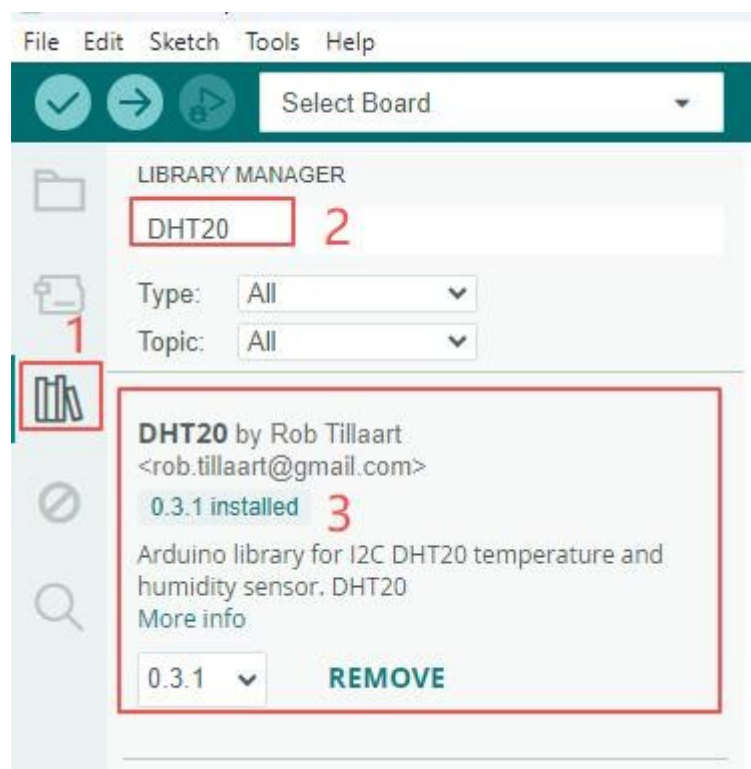 File Edit Sketch Tools Help
Select Board
LIBRARY MANAGER
DHT20
2
Type: All
1
Topic: All
DHT20 by Rob Tillaart
<rob.tillaart@gmail.com>
0.3.1 installed
3
Arduino library for I2C DHT20 temperature and
humidity sensor. DHT20
More info
0.3.1 REMOVE